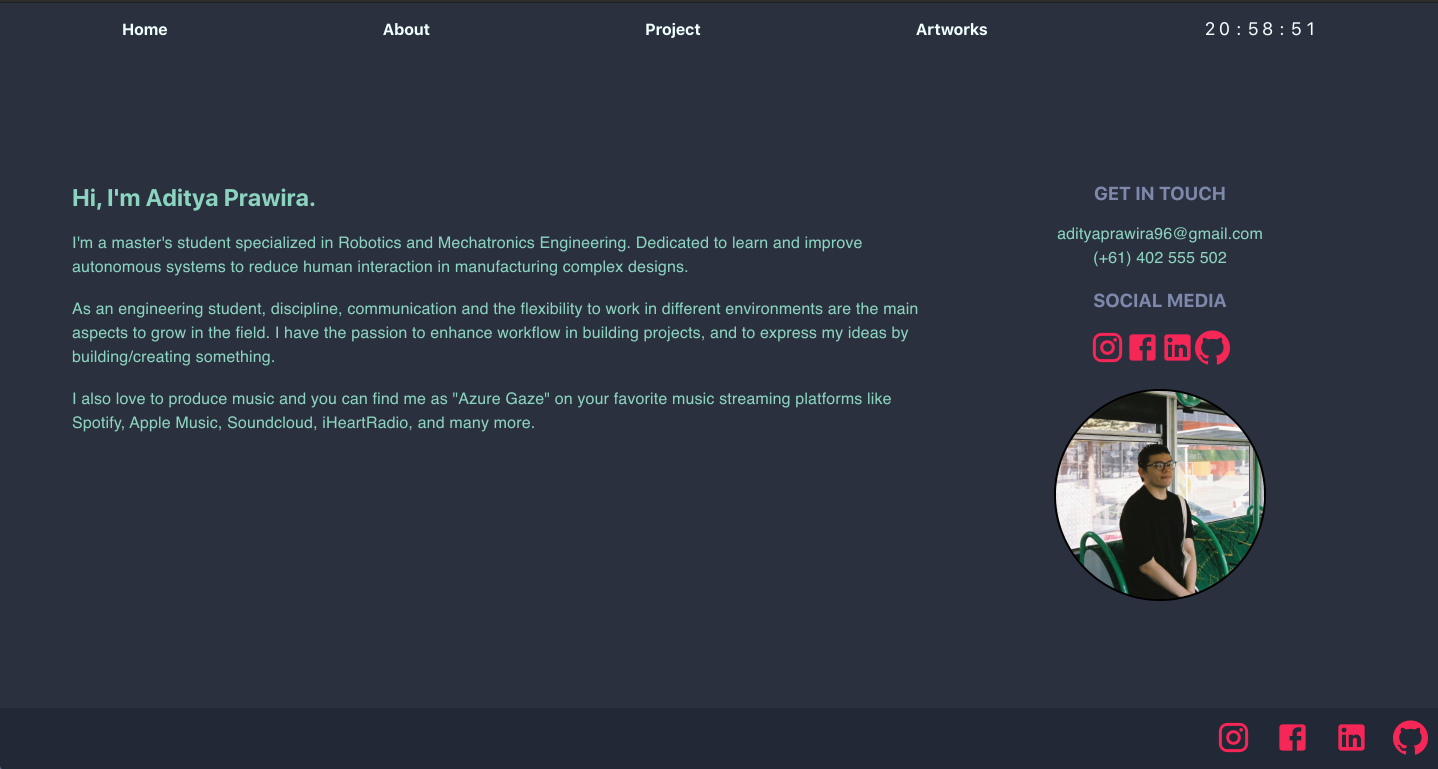 Home About Project Artworks 20:58:51
Hi, I'm Aditya Prawira.
I'm a master's student specialized in Robotics and Mechatronics Engineering. Dedicated to learn and improve
autonomous systems to reduce human interaction in manufacturing complex designs.
As an engineering student, discipline, communication and the flexibility to work in different environments are the main
aspects to grow in the field. I have the passion to enhance workflow in building projects, and to express my ideas by
building/creating something.
I also love to produce music and you can find me as "Azure Gaze" on your favorite music streaming platforms like
Spotify, Apple Music, Soundcloud, iHeartRadio, and many more.
GET IN TOUCH
adityaprawira96@gmail.com
(+61) 402 555 502
SOCIAL MEDIA